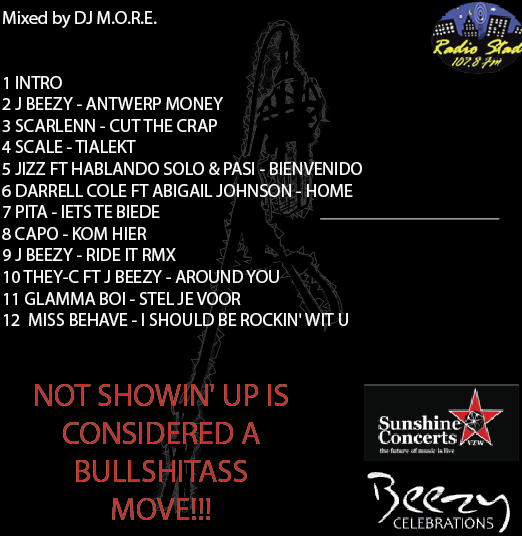 Mixed by DJ M.O.R.E.
Radio Stad
107.8 Fm
1 INTRO
2 J BEEZY - ANTWERP MONEY
3 SCARLENN - CUT THE CRAP
4 SCALE - TIALEKT
5 JIZZ FT HABLANDO SOLO & PASI - BIENVENIDO
6 DARRELL COLE FT ABIGAIL JOHNSON - HOME
7 PITA - IETS TE BIEDE
8 CAPO - KOM HIER
9 J BEEZY - RIDE IT RMX
10 THEY-C FT J BEEZY - AROUND YOU
11 GLAMMA BOI - STEL JE VOOR
12  MISS BEHAVE - I SHOULD BE ROCKIN' WIT U
NOT SHOWIN' UP IS
CONSIDERED A
BULLSHITASS
MOVE!!!
Sunshine
Concerts
VZW
the future of music is live
Beezy
CELEBRATIONS